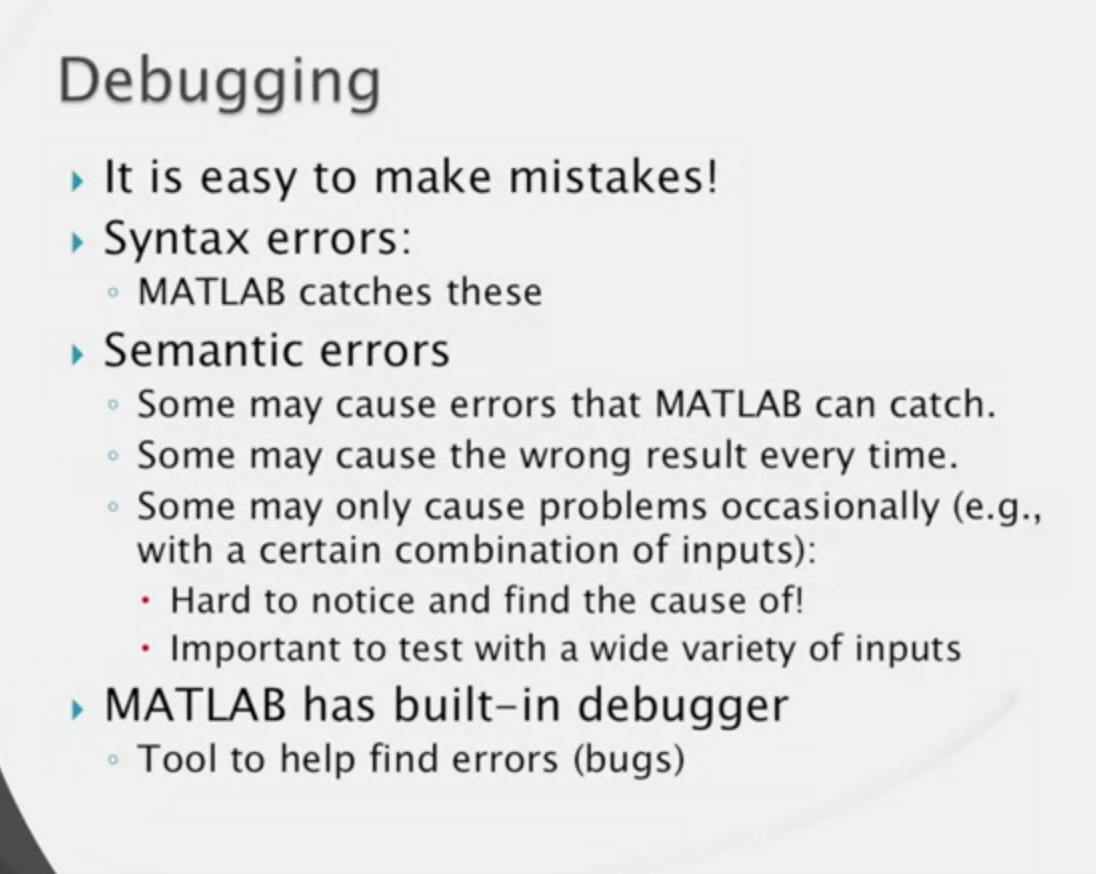 Debugging
It is easy to make mistakes!
Syntax errors:
MATLAB catches these
Semantic errors
Some may cause errors that MATLAB can catch.
Some may cause the wrong result every time.
Some may only cause problems occasionally (e.g.,
with a certain combination of inputs):
Hard to notice and find the cause of!
Important to test with a wide variety of inputs
MATLAB has built-in debugger
Tool to help find errors (bugs)